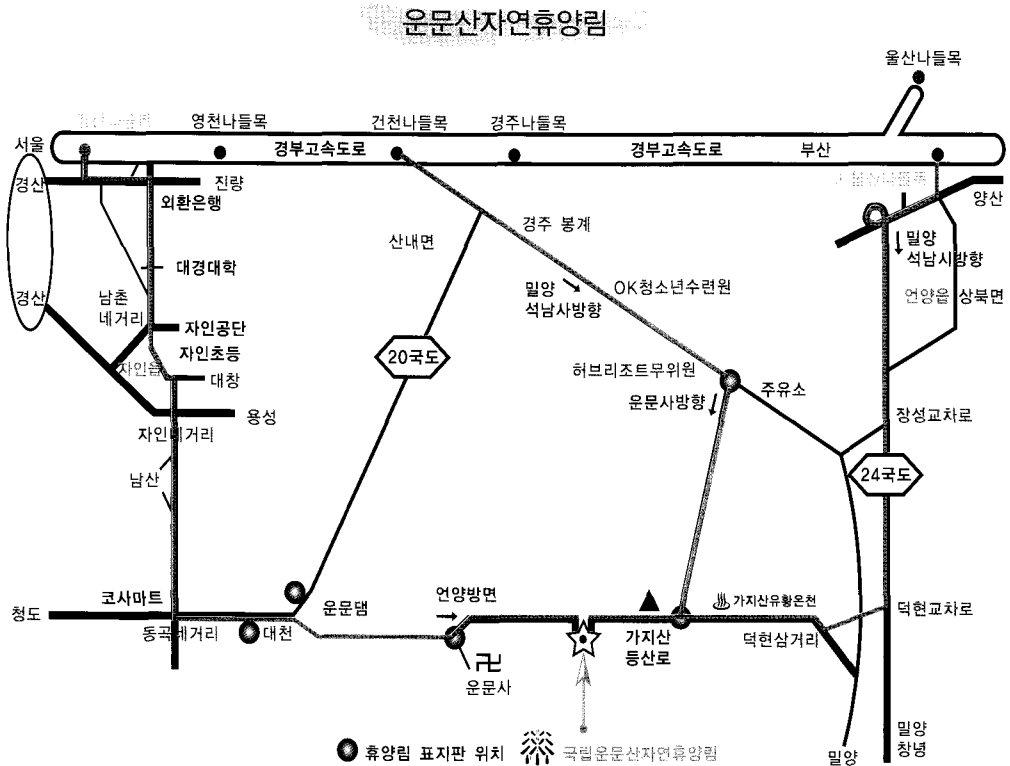 운문산자연휴양림
울산나들목
영천나들목
건천나들목
경주나들목
서울
경부고속도로
경부고속도로
부산
경산
진량
양산
외환은행
경주 봉계
밀양
석남사방향
산내면
대경대학
OK청소년수련원
밀양
석남사방향
언양읍
상북면
경산
남촌
네거리
자인공단
자인초등
20국도
자인읍
대창
허브리조트무위원
주유소
운문사방향
용성
장성교차로
자인네거리
24국도
남산
코사마트
운문댐
언양방면
가지산유황온천
청도
덕현교차로
동곡네거리
대천
가지산
등산로
덕현삼거리
운문사
밀양
창녕
밀양
휴양림 표지판 위치
국립운문산자연휴양림